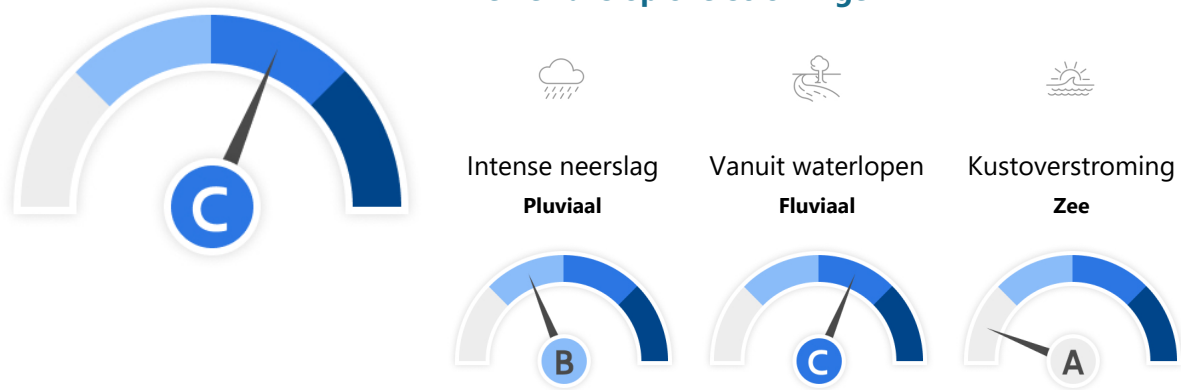 C
Intense neerslag Vanuit waterlopen Kustoverstroming
Pluviaal Fluviaal Zee
B C A